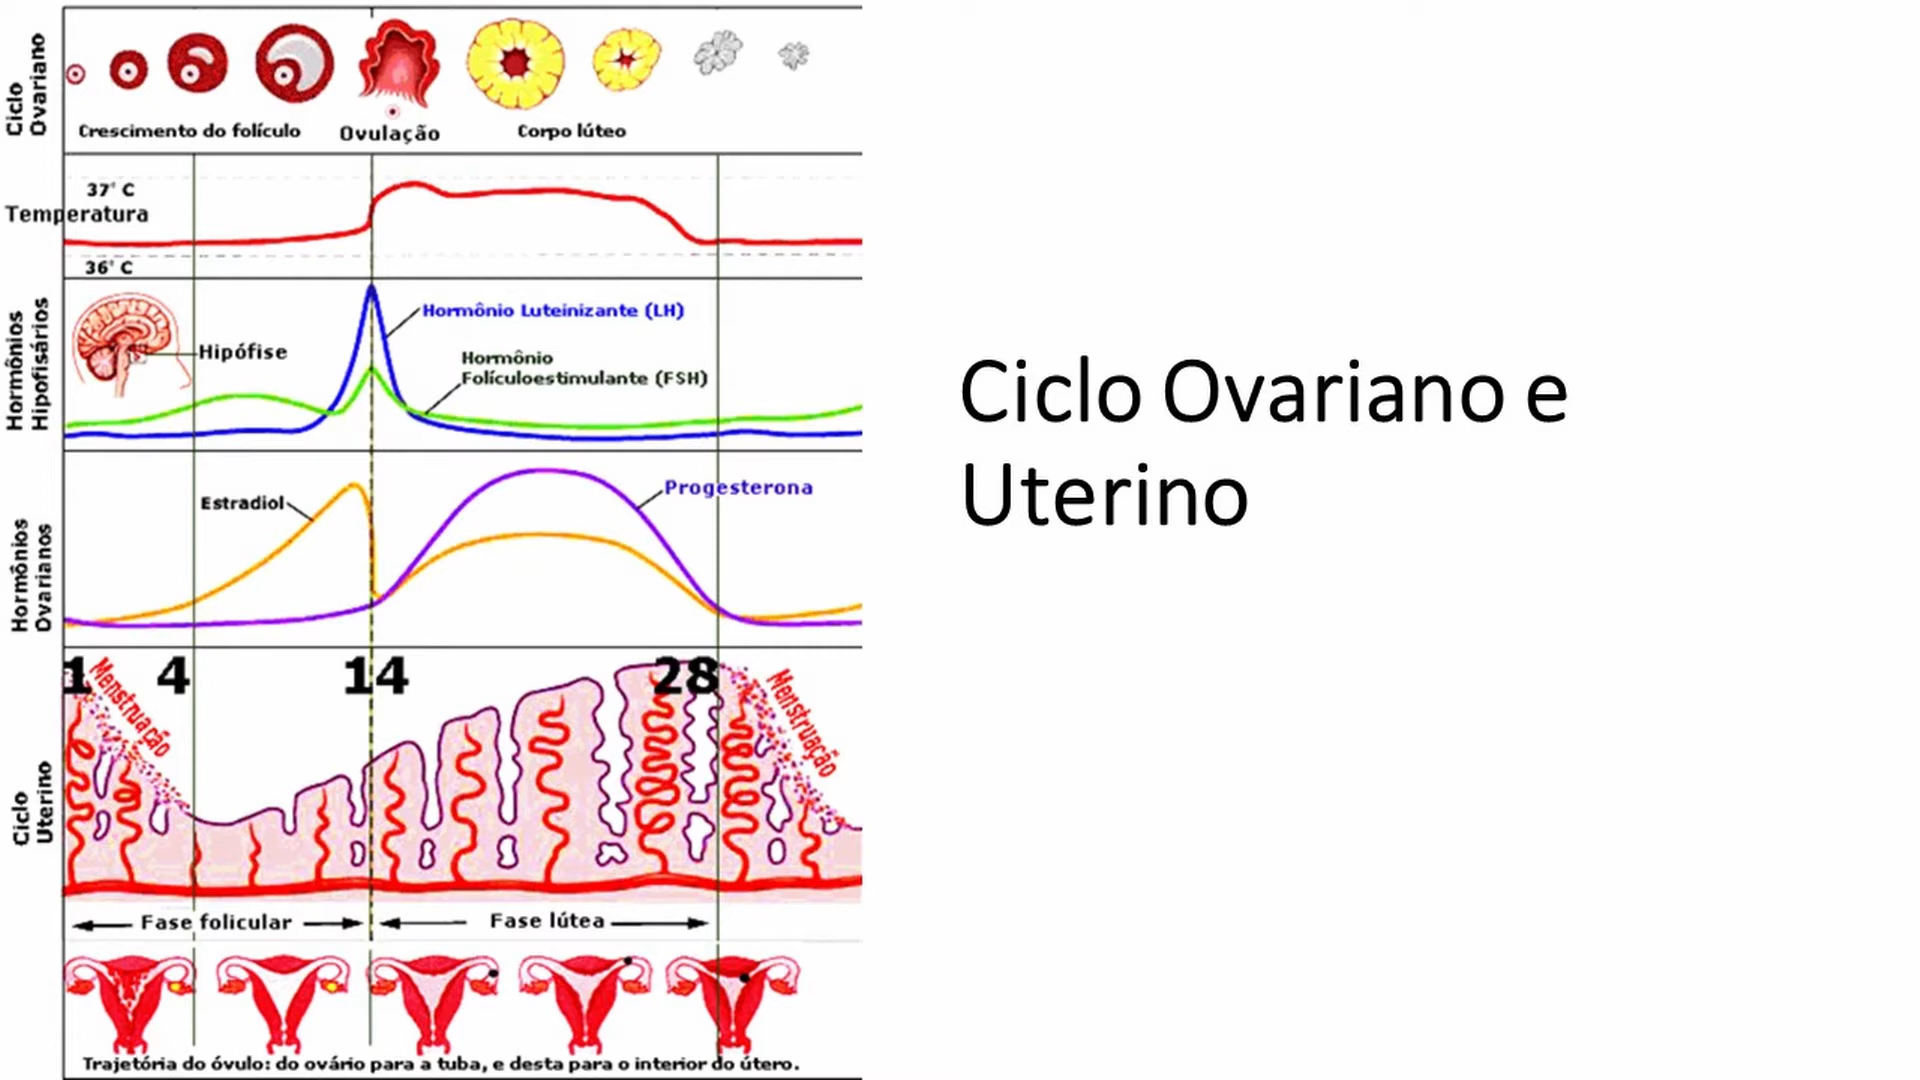 Ciclo
Ovariano
Crescimento do folículo
Ovulação
Corpo lúteo
37° C
Temperatura
36° C
Hormônios
Hipofisários
Hipófise
Hormônio Luteinizante (LH)
Hormônio
Folículoestimulante (FSH)
Hormônios
Ovarianos
Estradiol
Progesterona
1 4 14 28
Menstruação
Menstruação
Ciclo
Uterino
Fase folicular
Fase lútea
Trajetória do óvulo: do ovário para a tuba, e desta para o interior do útero.
Ciclo Ovariano e
Uterino